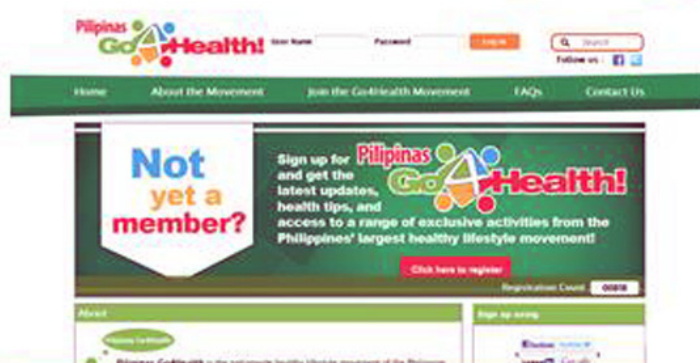 Pilipinas
Go4Health!
User Name
Password
Log in
Search
Follow us :
Home
About the Movement
Join the Go4Health Movement
FAQs
Contact Us
Not
yet a
member?
Sign up for
and get the
latest updates,
health tips, and
access to a range of exclusive activities from the
Philippines' largest healthy lifestyle movement!
Pilipinas
Go4Health!
Click here to register
Registration Count
About
Sign up using
Pilipinas Go4Health